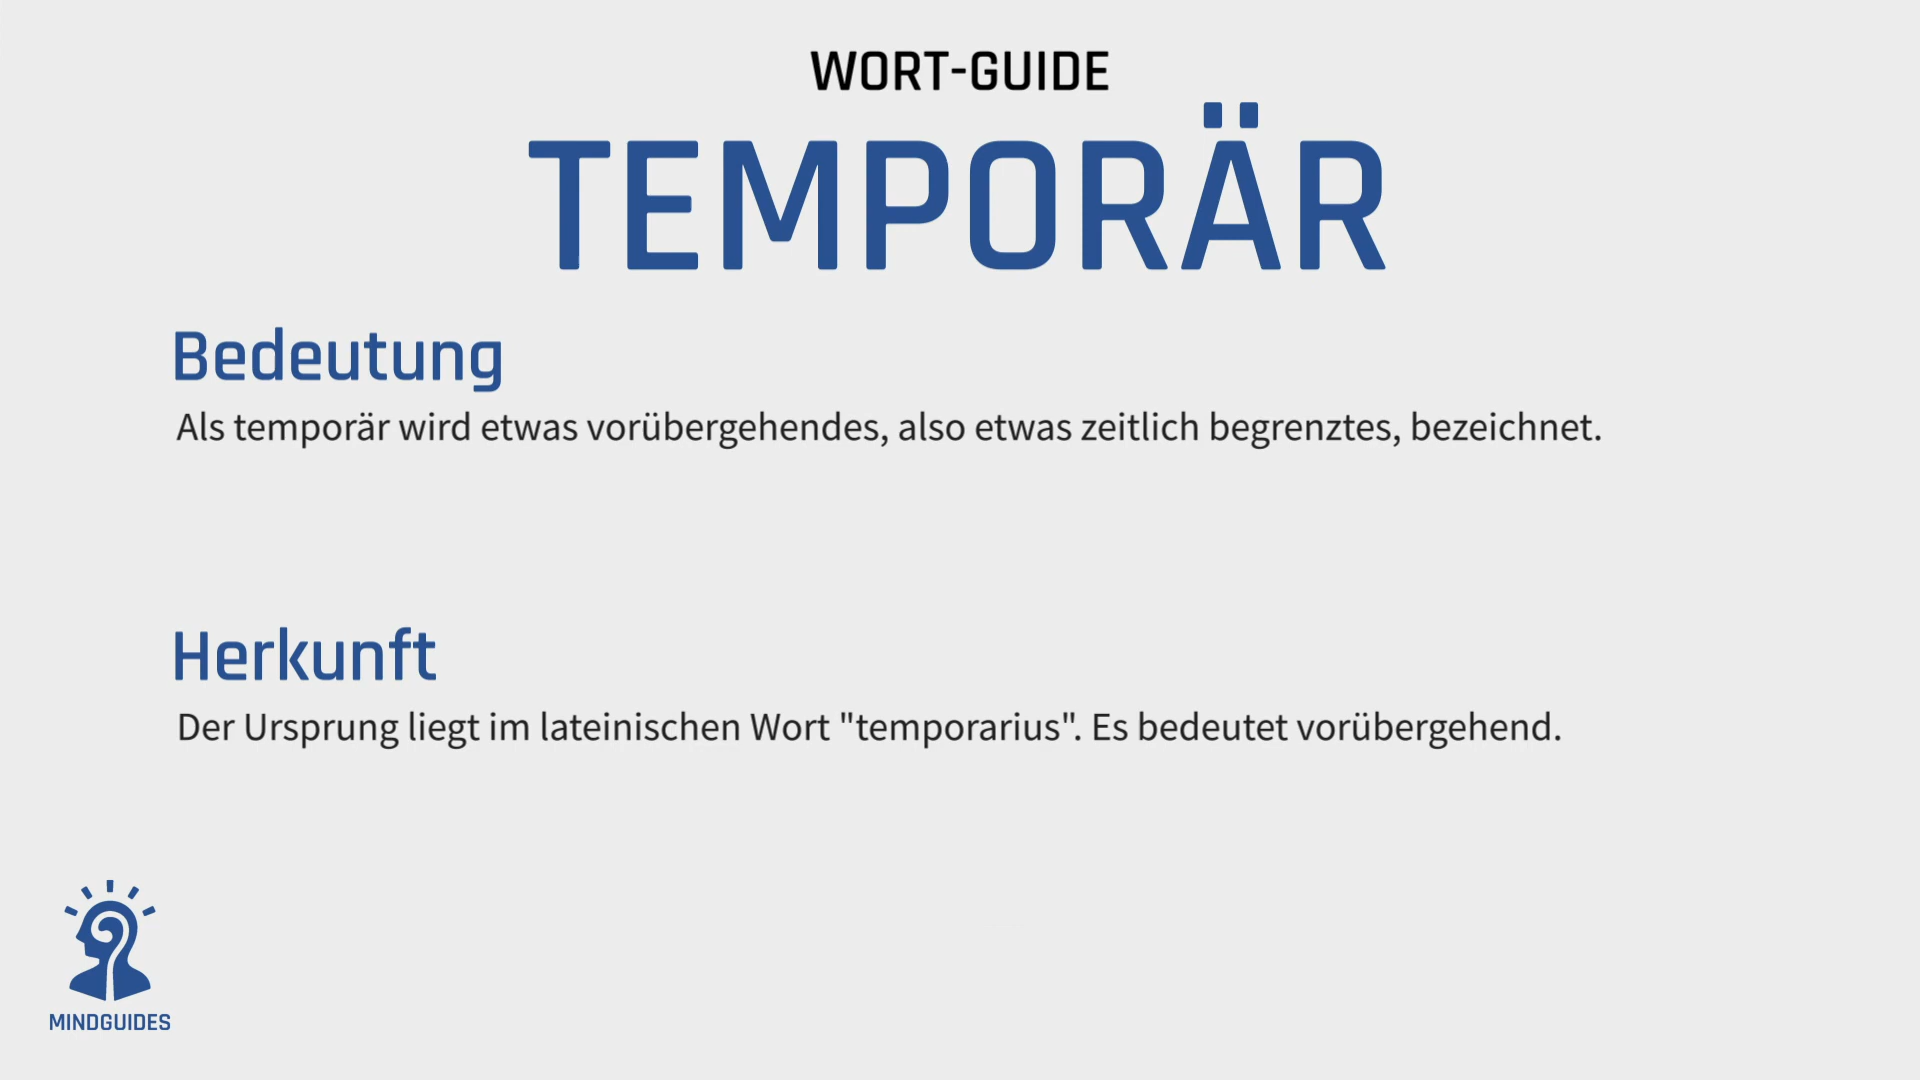 WORT-GUIDE
TEMPORÄR
Bedeutung
Als temporär wird etwas vorübergehendes, also etwas zeitlich begrenztes, bezeichnet.
Herkunft
Der Ursprung liegt im lateinischen Wort "temporarius". Es bedeutet vorübergehend.
MINDGUIDES